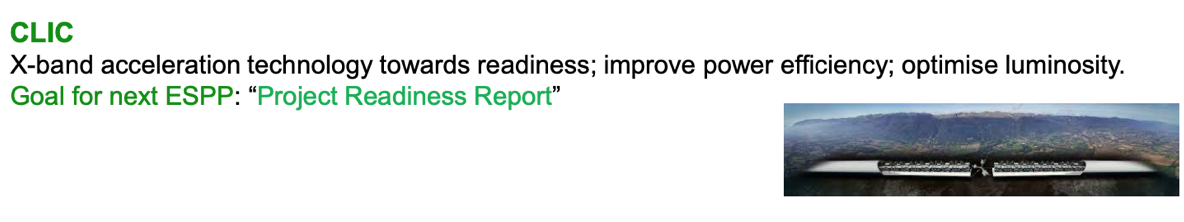 CLIC
X-band acceleration technology towards readiness; improve power efficiency; optimise luminosity.
Goal for next ESPP: “Project Readiness Report”